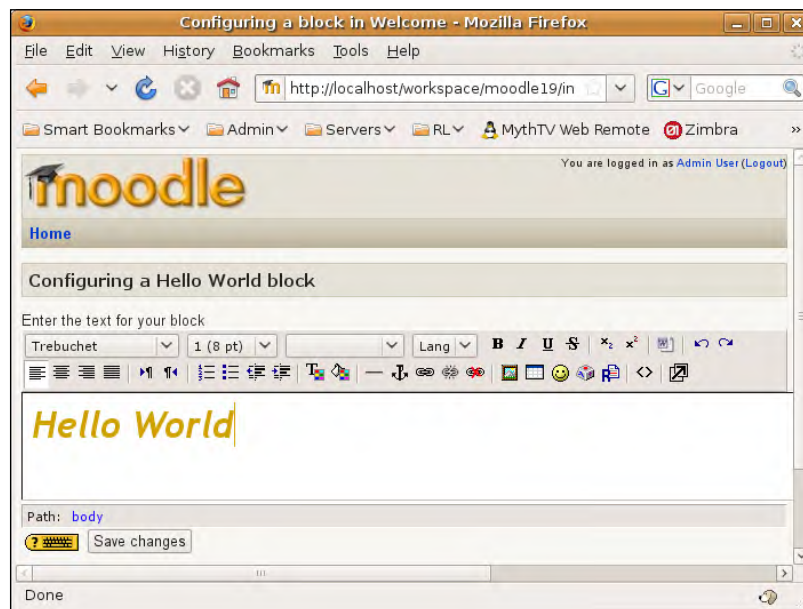 Configuring a block in Welcome - Mozilla Firefox
File Edit View History Bookmarks Tools Help
http://localhost/workspace/moodle19/in G Google
Smart Bookmarks Admin Servers RL MythTV Web Remote Zimbra »
moodle You are logged in as Admin User (Logout)
Home
Configuring a Hello World block
Enter the text for your block
Trebuchet 1 (8 pt) Lang B I U S x₂ x²
Hello World
Path: body
? Save changes
Done